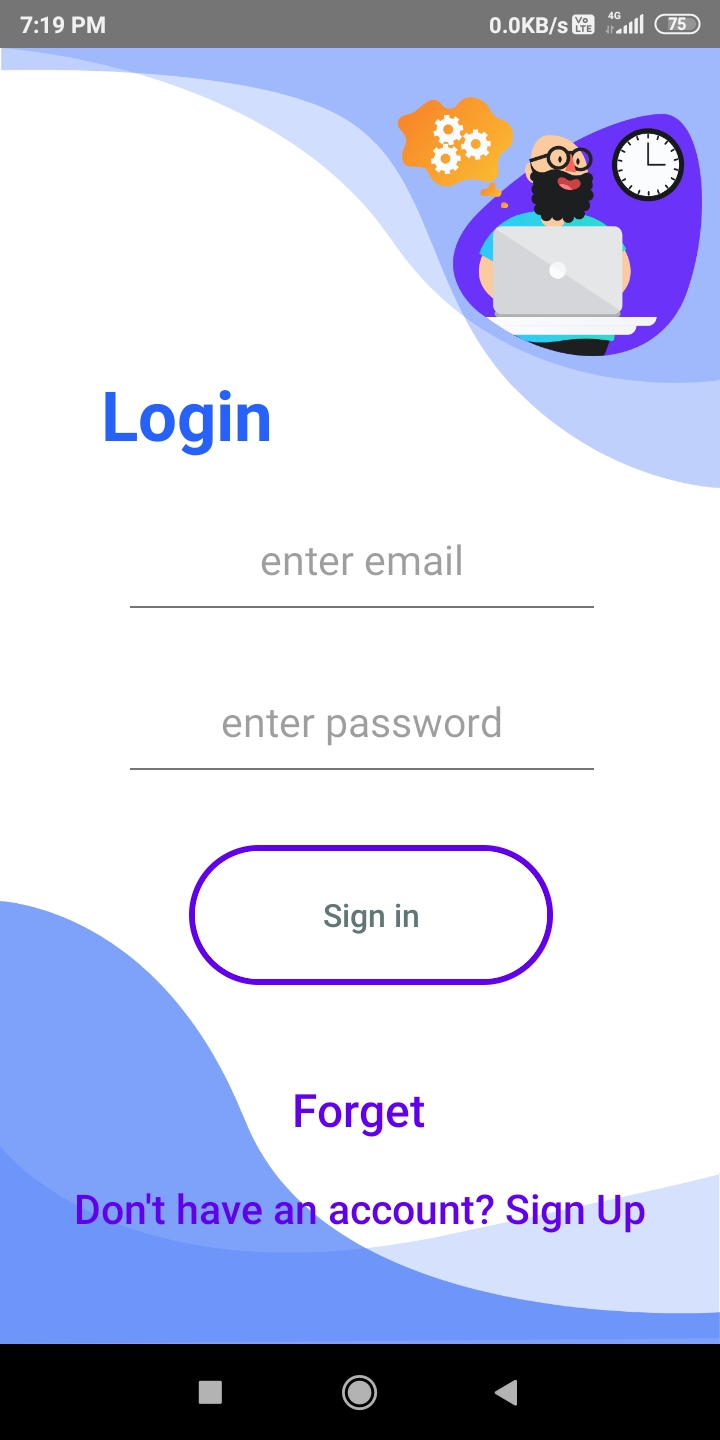 7:19 PM 0.0KB/s Vo LTE 4G 75
Login
enter email
enter password
Sign in
Forget
Don't have an account? Sign Up